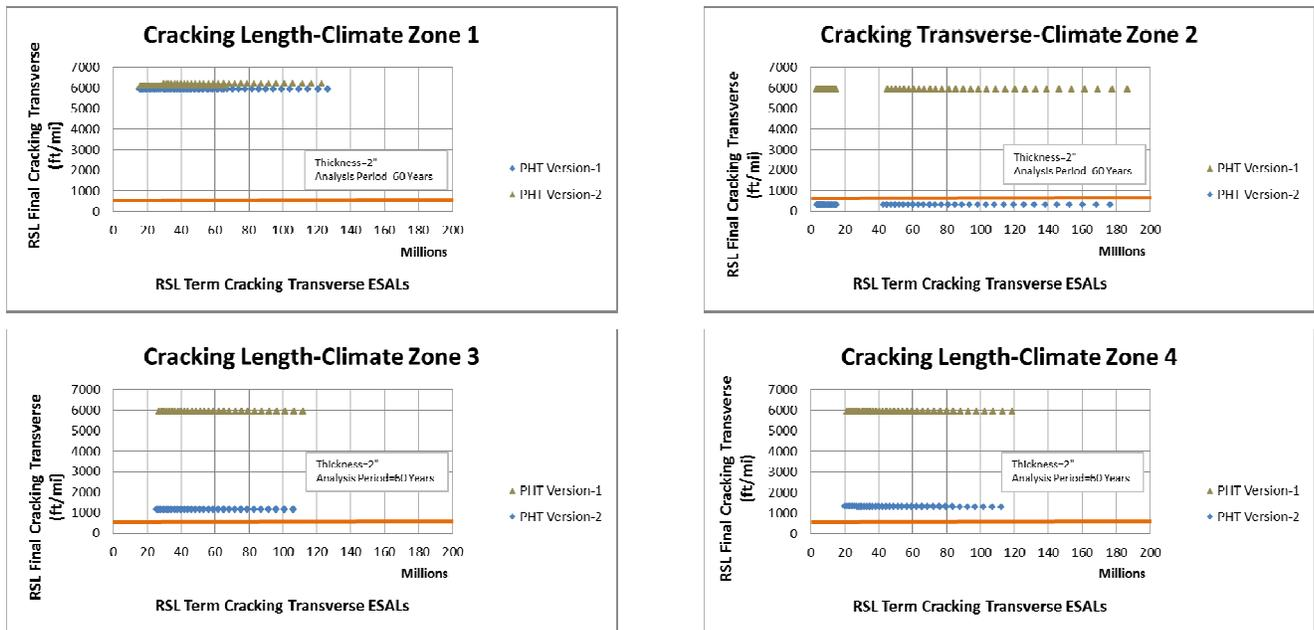 Cracking Length-Climate Zone 1
RSL Final Cracking Transverse
(ft/mi)
7000
6000
5000
4000
3000
2000
1000
0
0 20 40 60 80 100 120 140 160 180 200
Millions
RSL Term Cracking Transverse ESALs
Thickness=2"
Analysis Period 60 Years
PHT Version-1
PHT Version-2
Cracking Transverse-Climate Zone 2
RSL Final Cracking Transverse
(ft/mi)
7000
6000
5000
4000
3000
2000
1000
0
0 20 40 60 80 100 120 140 160 180 200
Millions
RSL Term Cracking Transverse ESALs
Thickness=2"
Analysis Period 60 Years
PHT Version-1
PHT Version-2
Cracking Length-Climate Zone 3
RSL Final Cracking Transverse
(ft/mi)
7000
6000
5000
4000
3000
2000
1000
0
0 20 40 60 80 100 120 140 160 180 200
Millions
RSL Term Cracking Transverse ESALs
Thickness=2"
Analysis Period=60 Years
PHT Version-1
PHT Version-2
Cracking Length-Climate Zone 4
RSL Final Cracking Transverse
(ft/mi)
7000
6000
5000
4000
3000
2000
1000
0
0 20 40 60 80 100 120 140 160 180 200
Millions
RSL Term Cracking Transverse ESALs
Thickness=2"
Analysis Period=60 Years
PHT Version-1
PHT Version-2